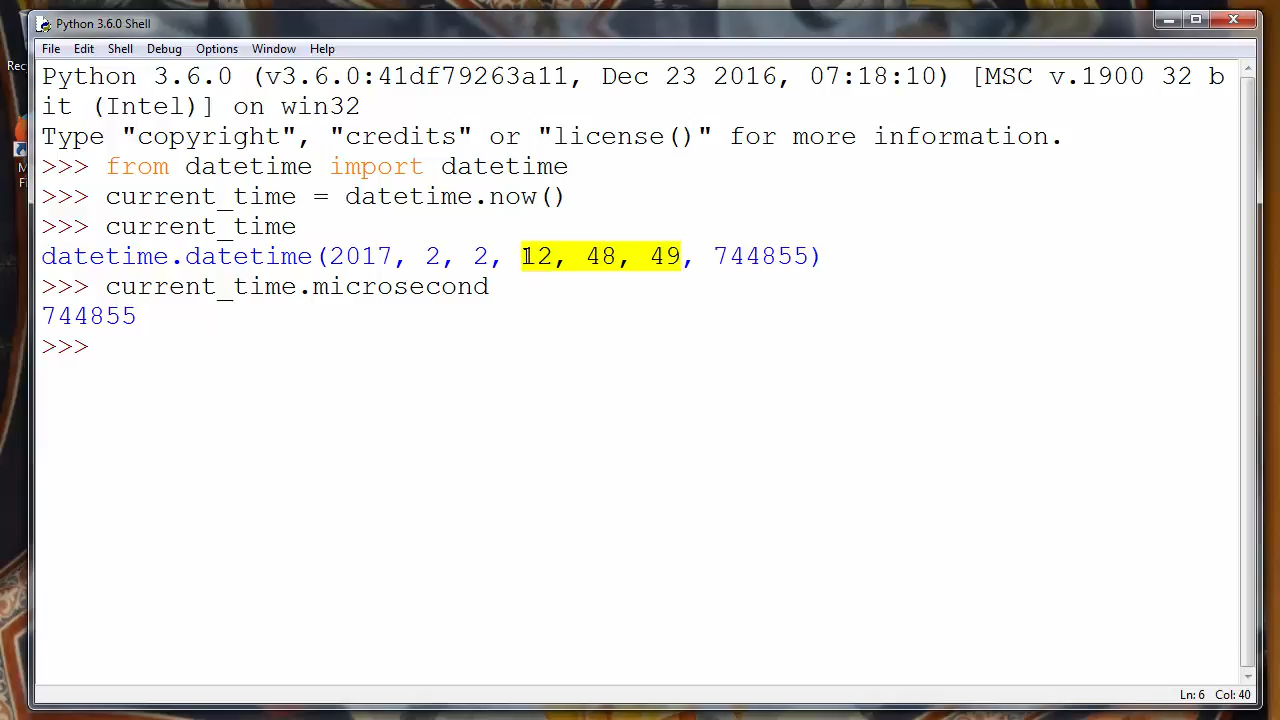 Python 3.6.0 Shell
File Edit Shell Debug Options Window Help
Python 3.6.0 (v3.6.0:41df79263a11, Dec 23 2016, 07:18:10) [MSC v.1900 32 b
it (Intel)] on win32
Type "copyright", "credits" or "license()" for more information.
>>> from datetime import datetime
>>> current_time = datetime.now()
>>> current_time
datetime.datetime(2017, 2, 2, 12, 48, 49, 744855)
>>> current_time.microsecond
744855
>>>
Ln: 6 Col: 40
Rec